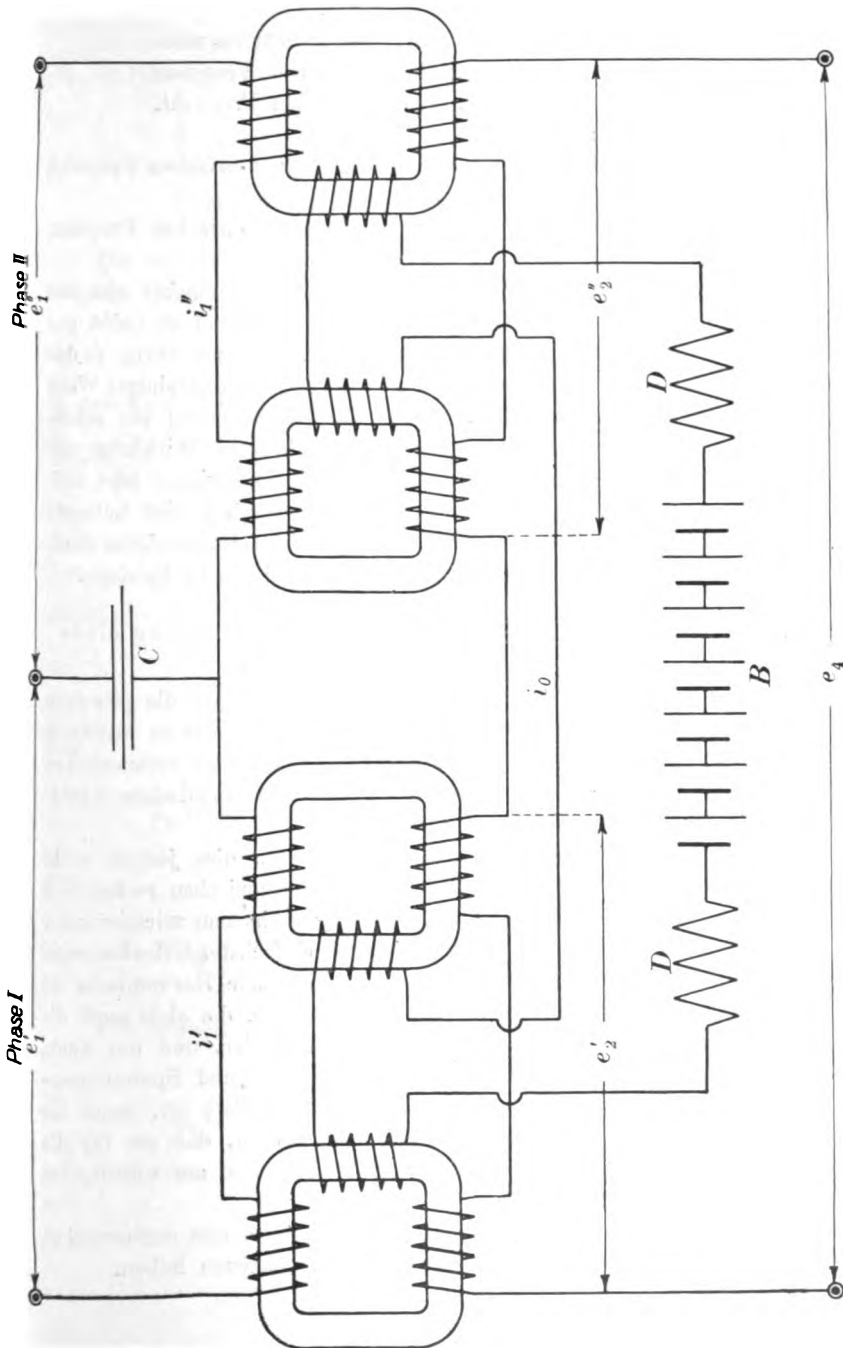 Phase I
e₁′
Phase II
e₁″
C
i₁′
i₁″
i₀
e₂′
e₂″
D
B
D
e₄